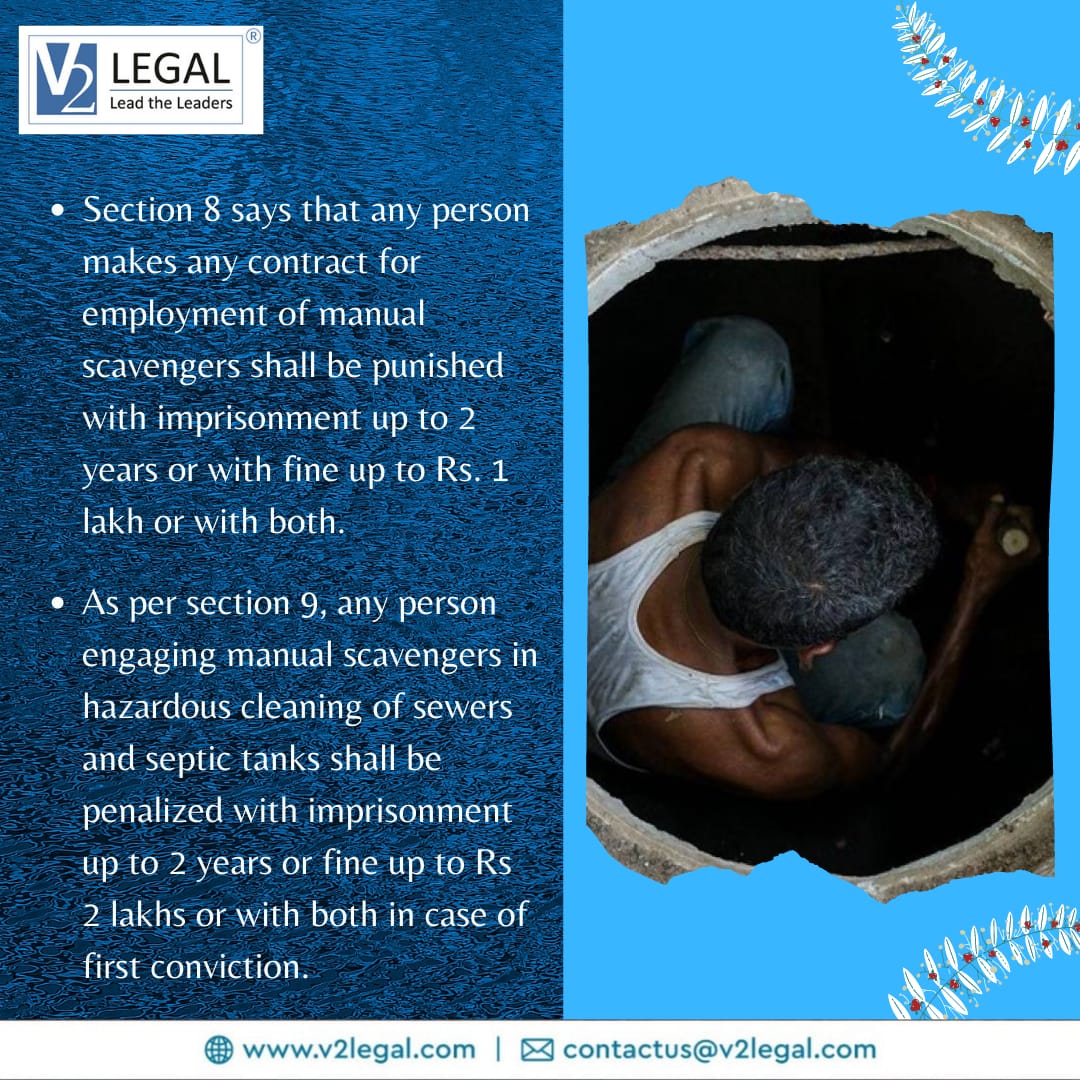 V2 LEGAL ®
Lead the Leaders
• Section 8 says that any person
makes any contract for
employment of manual
scavengers shall be punished
with imprisonment up to 2
years or with fine up to Rs. 1
lakh or with both.
• As per section 9, any person
engaging manual scavengers in
hazardous cleaning of sewers
and septic tanks shall be
penalized with imprisonment
up to 2 years or fine up to Rs
2 lakhs or with both in case of
first conviction.
www.v2legal.com | contactus@v2legal.com